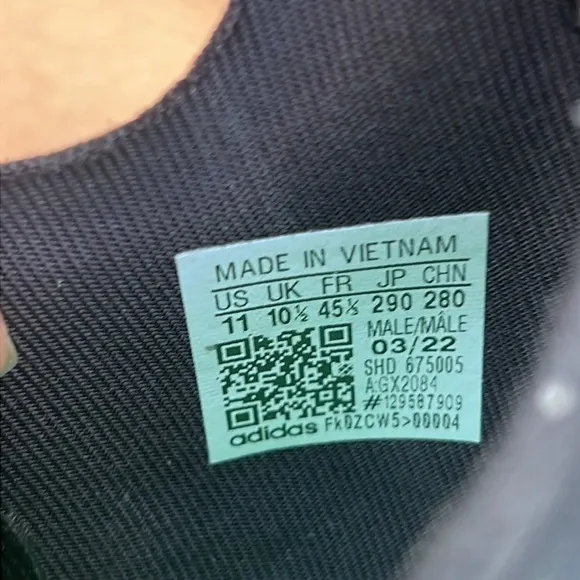 MADE IN VIETNAM
US UK FR JP CHN
11 10½ 45⅓ 290 280
MALE/MÂLE
03/22
SHD 675005
A:GX2084
#129587909
adidas FK0ZCW5>00004